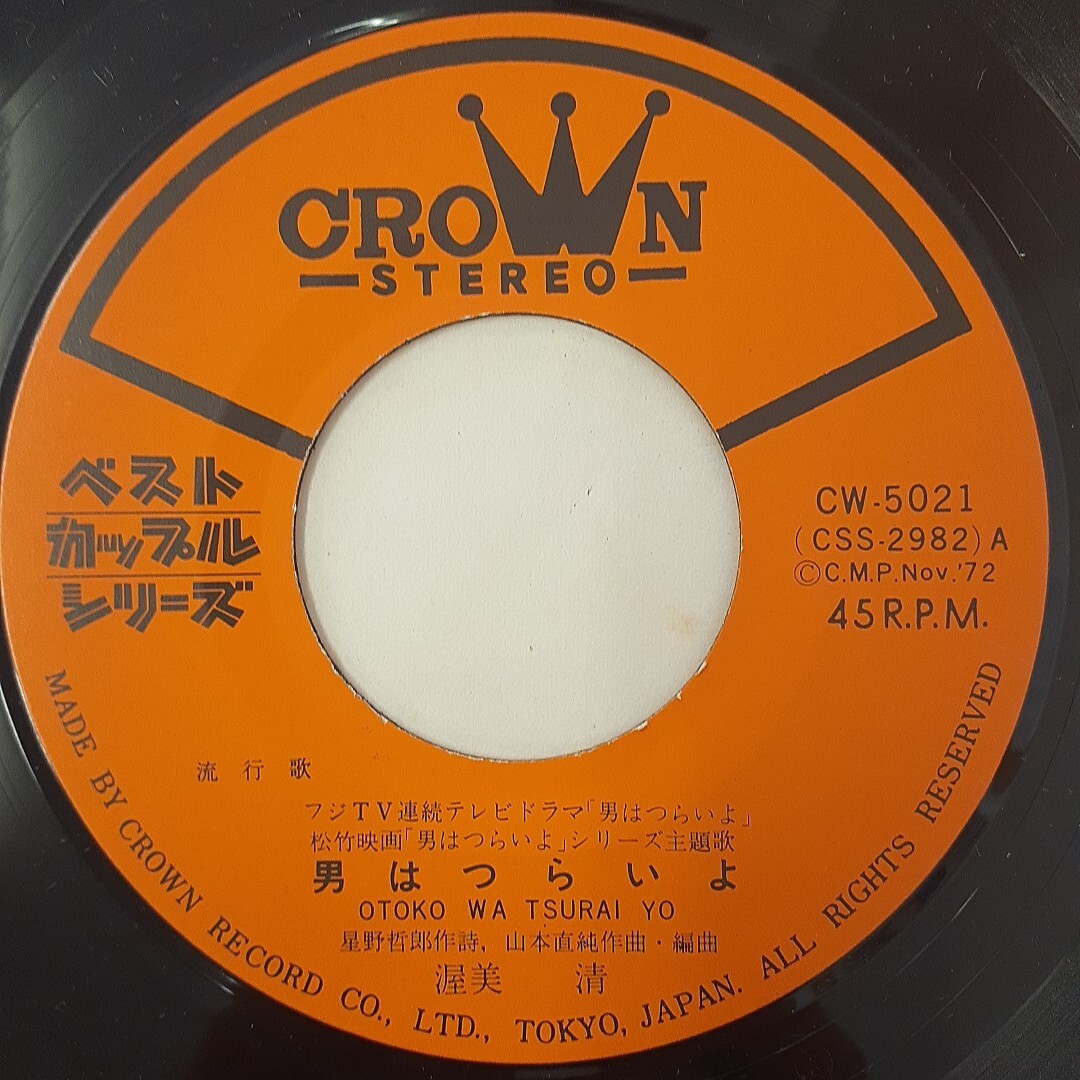 CROWN
STEREO
ベスト
カップル
シリーズ
CW-5021
(CSS-2982) A
©C.M.P.Nov.'72
45 R.P.M.
流行歌
フジTV連続テレビドラマ「男はつらいよ」
松竹映画「男はつらいよ」シリーズ主題歌
男はつらいよ
OTOKO WA TSURAI YO
星野哲郎作詩, 山本直純作曲・編曲
渥美 清
MADE BY CROWN RECORD CO., LTD., TOKYO, JAPAN. ALL RIGHTS RESERVED